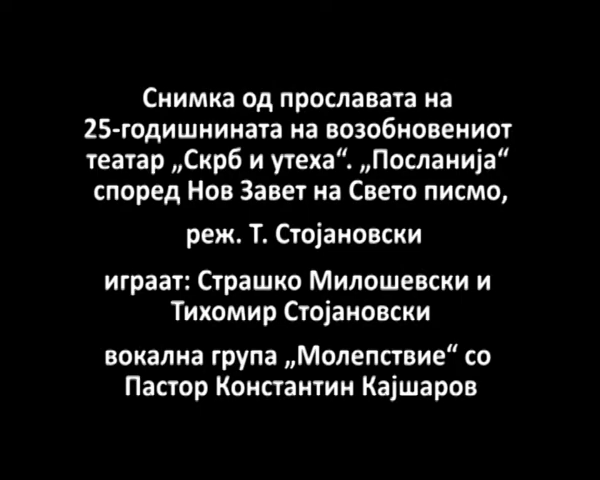 Снимка од прославата на
25-годишнината на возобновениот
театар „Скрб и утеха“. „Посланија“
според Нов Завет на Свето писмо,
реж. Т. Стојановски
играат: Страшко Милошевски и
Тихомир Стојановски
вокална група „Молепствие“ со
Пастор Константин Кајшаров